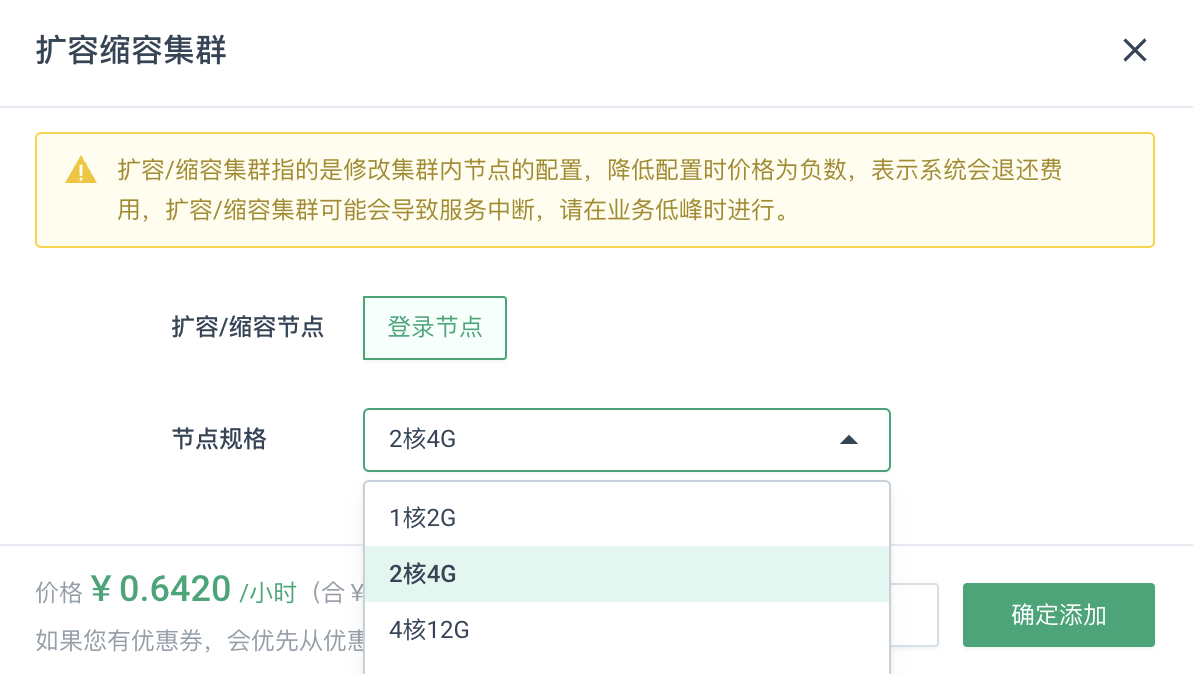 扩容缩容集群
扩容/缩容集群指的是修改集群内节点的配置，降低配置时价格为负数，表示系统会退还费
用，扩容/缩容集群可能会导致服务中断，请在业务低峰时进行。
扩容/缩容节点 登录节点
节点规格 2核4G
1核2G
2核4G
4核12G
价格 ¥ 0.6420 /小时（合 ¥
确定添加
如果您有优惠券，会优先从优惠